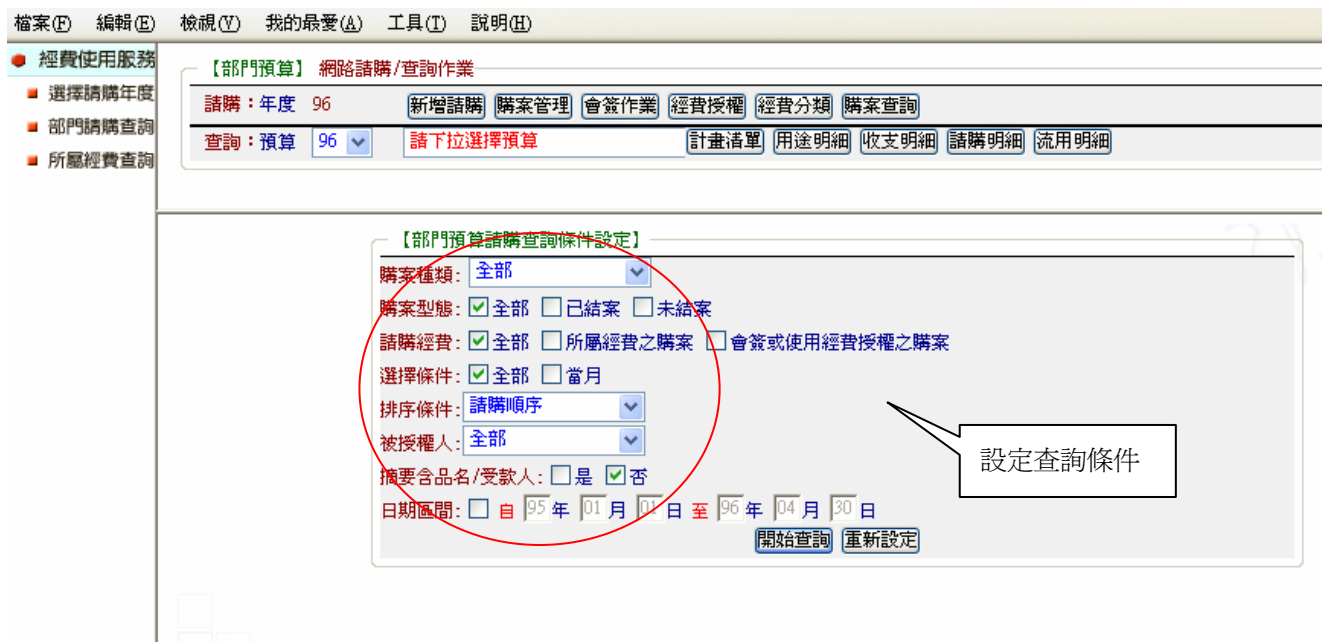 檔案(F) 編輯(E) 檢視(V) 我的最愛(A) 工具(T) 說明(H)
經費使用服務
選擇請購年度
部門請購查詢
所屬經費查詢
【部門預算】 網路請購/查詢作業
請購：年度 96 新增請購 購案管理 會簽作業 經費授權 經費分類 購案查詢
查詢：預算 96 請下拉選擇預算 計畫清單 用途明細 收支明細 請購明細 流用明細
【部門預算請購查詢條件設定】
購案種類: 全部
購案型態: 全部 已結案 未結案
請購經費: 全部 所屬經費之購案 會簽或使用經費授權之購案
選擇條件: 全部 當月
排序條件: 請購順序
被授權人: 全部
摘要含品名/受款人: 是 否
日期區間: 自 95 年 01 月 01 日 至 96 年 04 月 30 日
開始查詢 重新設定
設定查詢條件